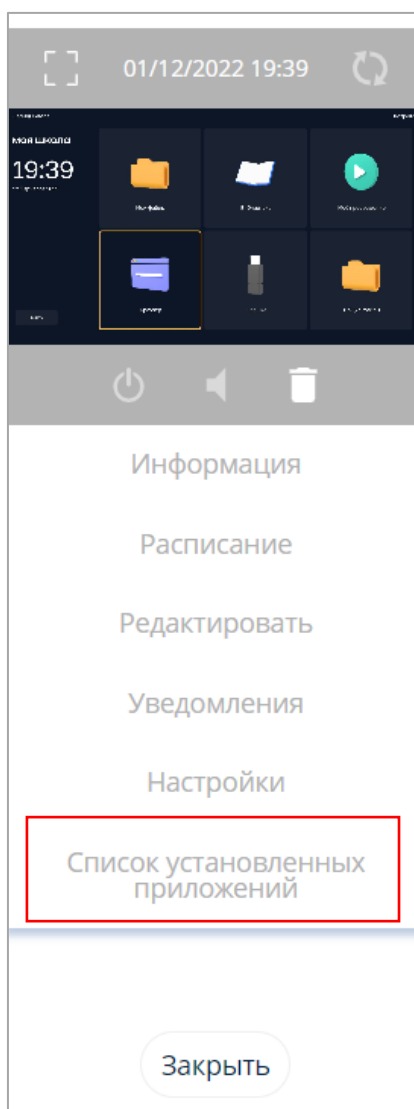 01/12/2022 19:39
моя школа
19:39
Информация
Расписание
Редактировать
Уведомления
Настройки
Список установленных
приложений
Закрыть